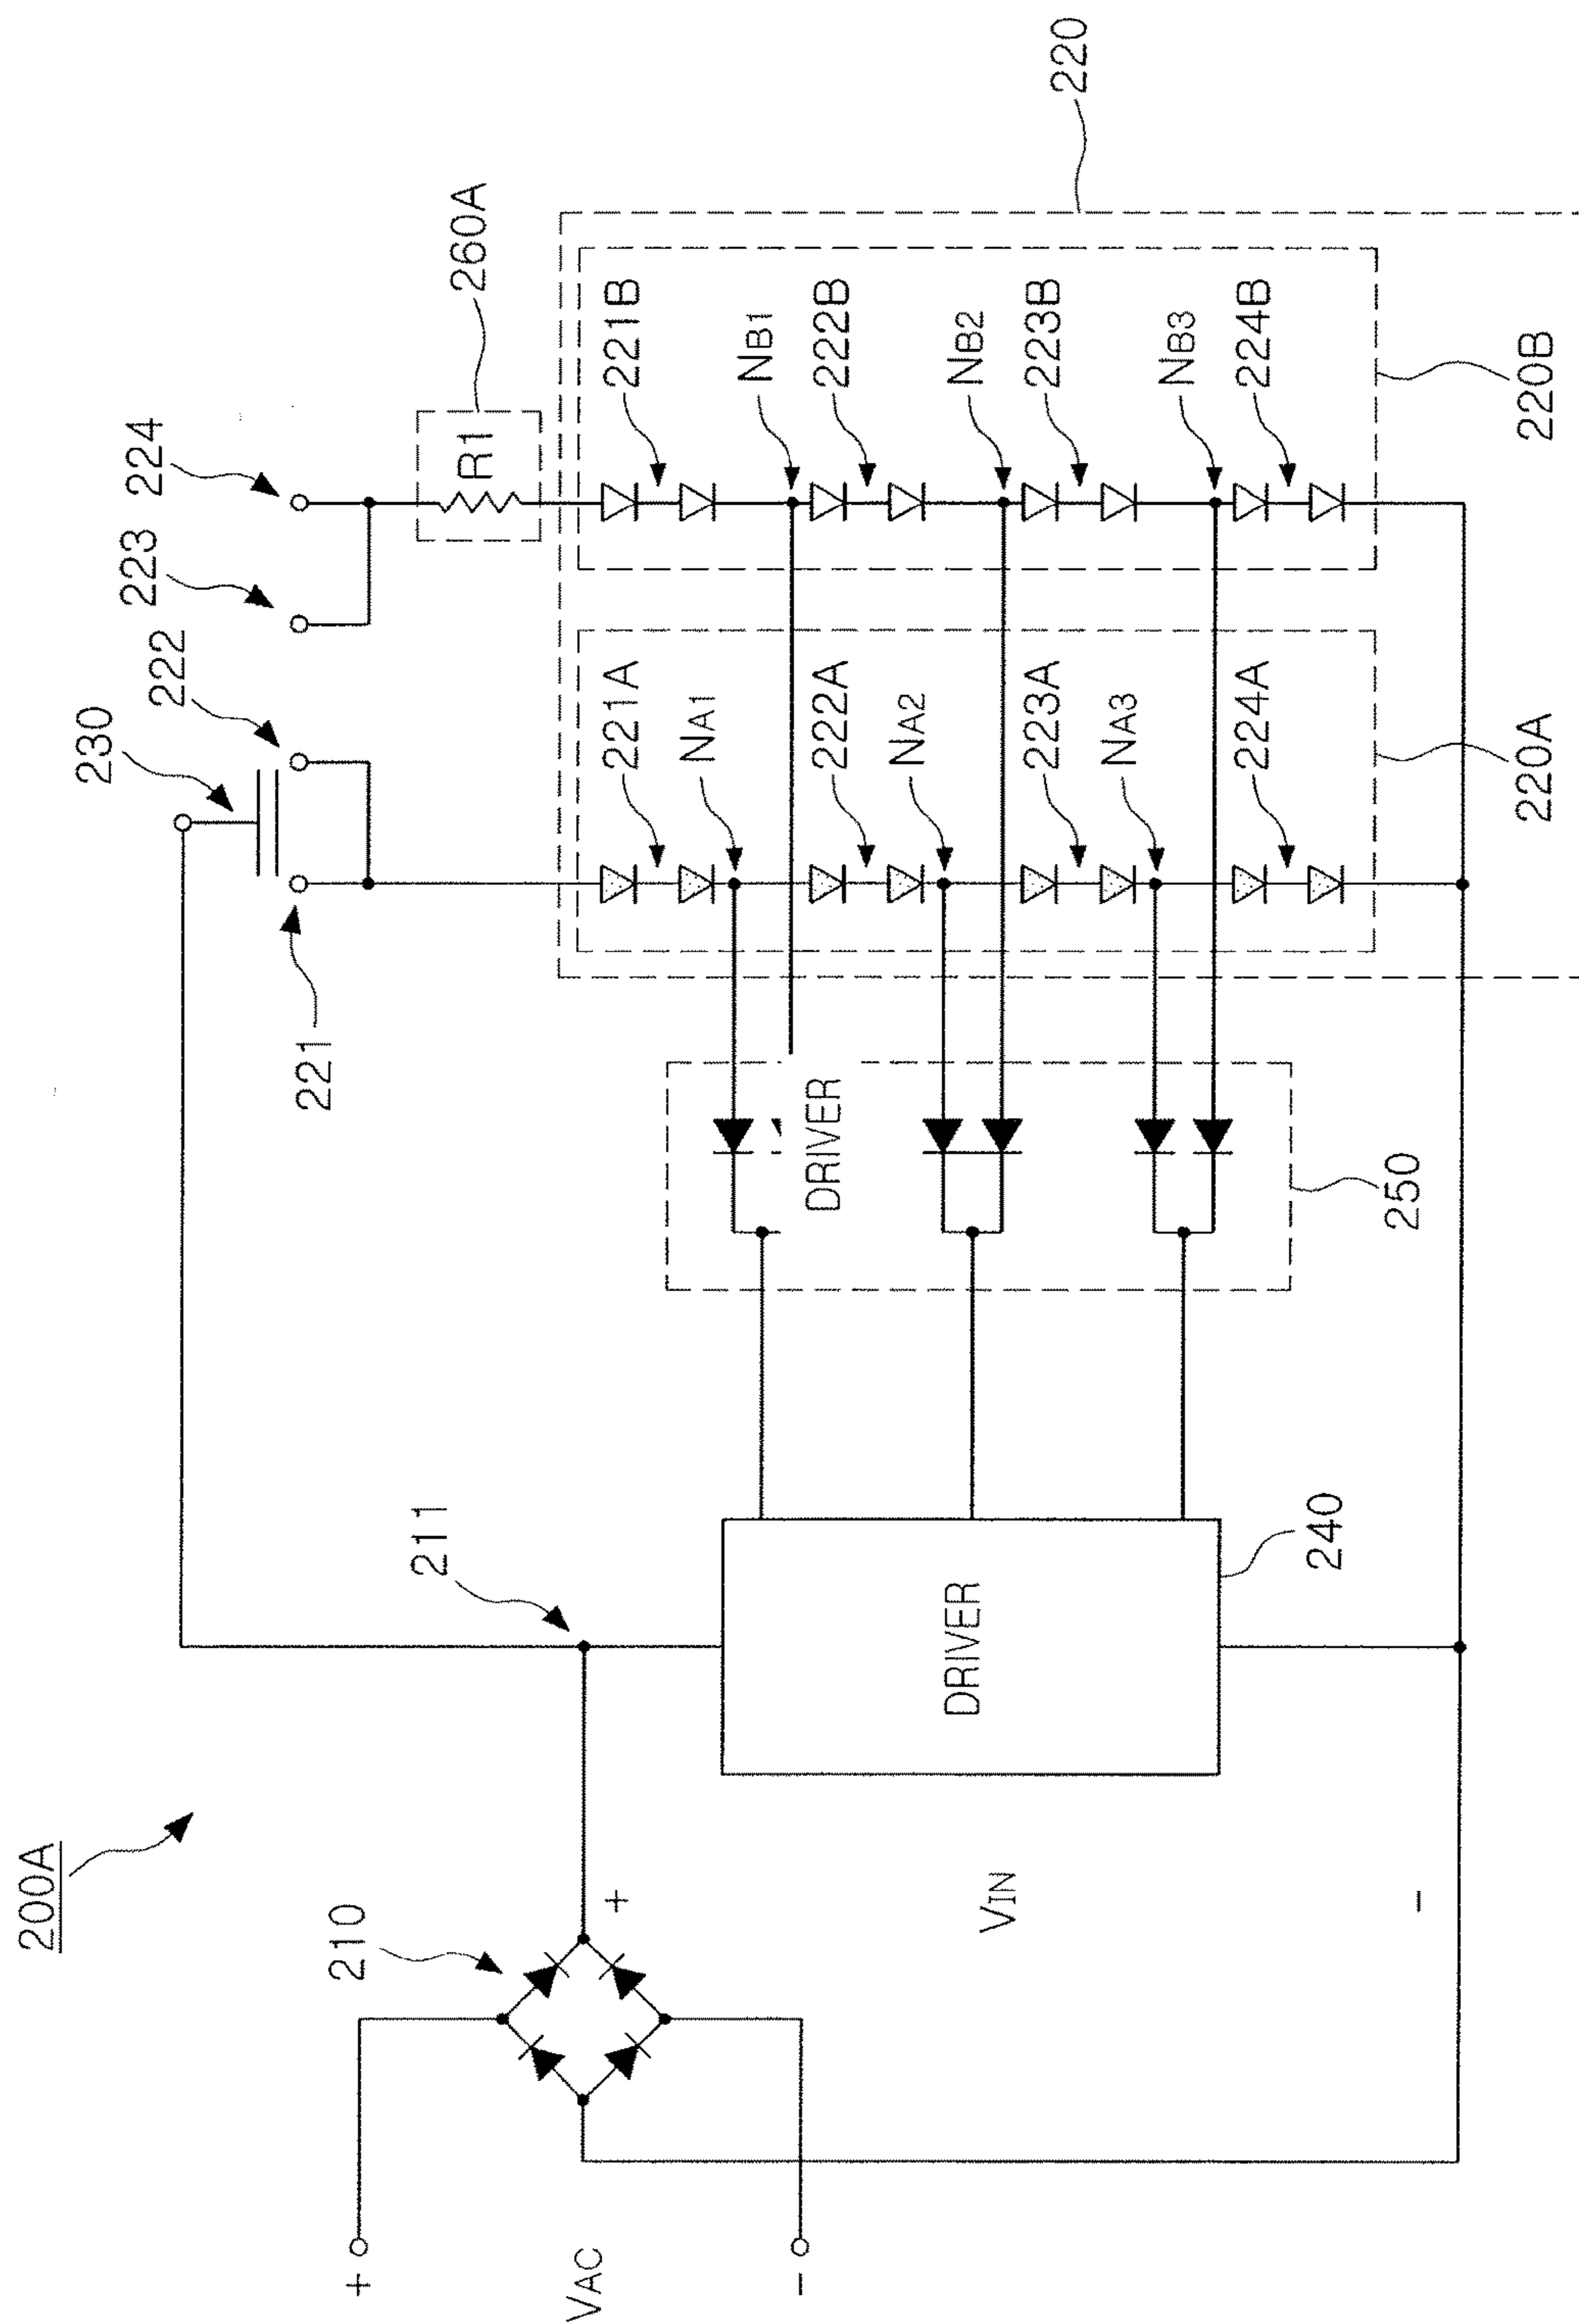 200A
VAC
+
-
210
+
VIN
-
211
DRIVER
240
DRIVER
250
230
221
222
223
224
260A
R1
220
221A
NA1
222A
NA2
223A
NA3
224A
220A
221B
NB1
222B
NB2
223B
NB3
224B
220B